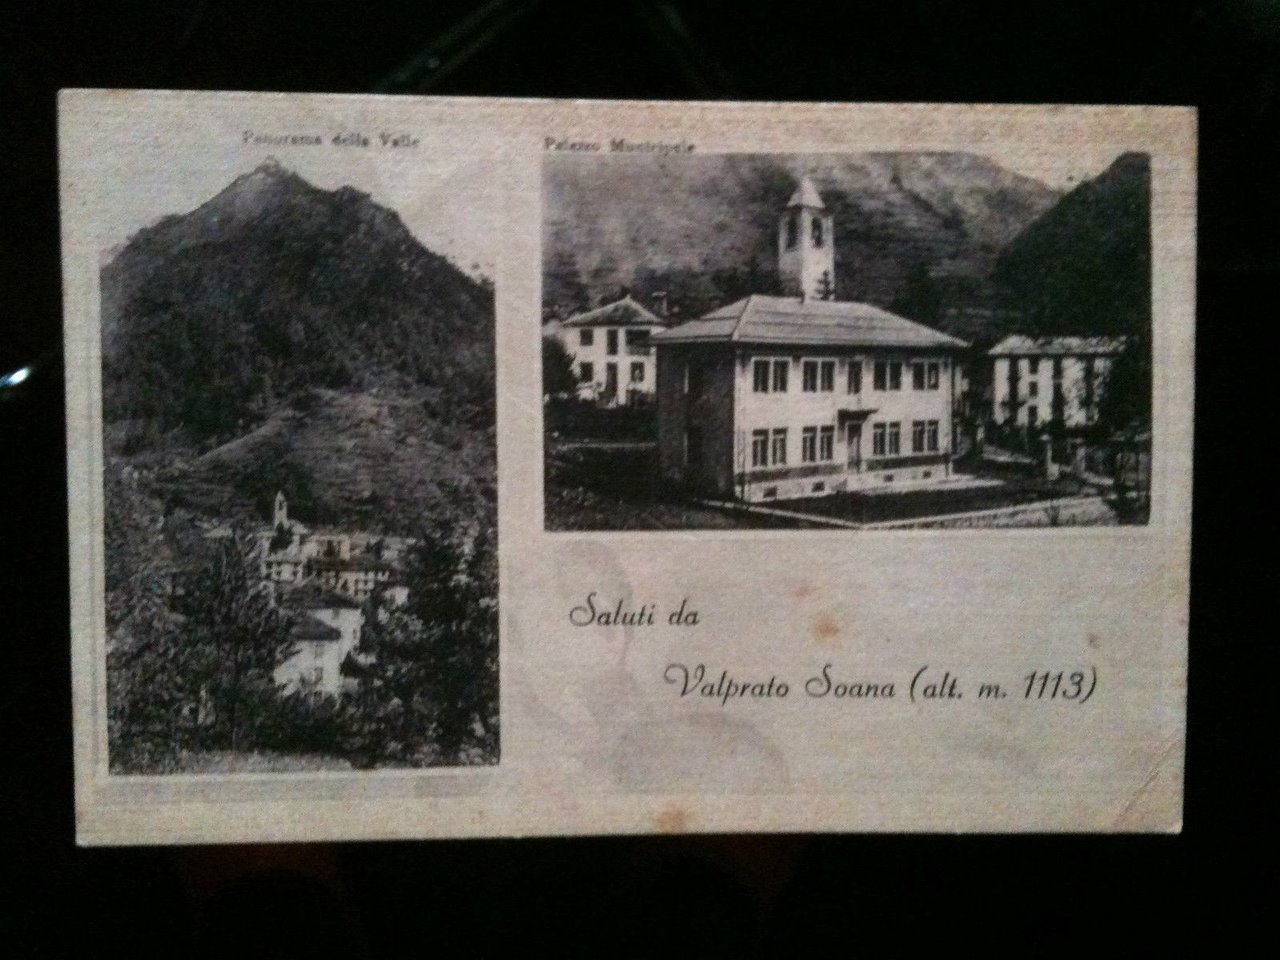 Panorama della Valle
Palazzo Municipale
Saluti da
Valprato Soana (alt. m. 1113)